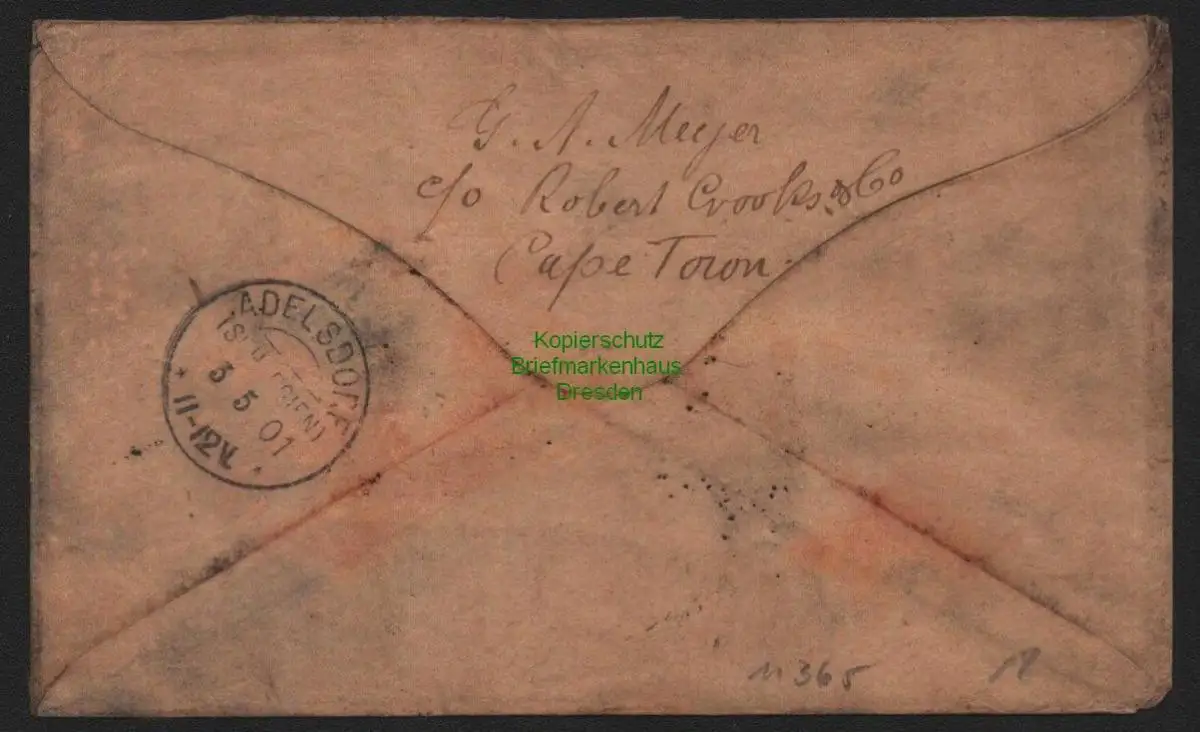 G. A. Meyer
c/o Robert Crooks & Co
Cape Town.
ADELSDORF
3 5 01
11-12V.
Kopierschutz
Briefmarkenhaus
Dresden
365